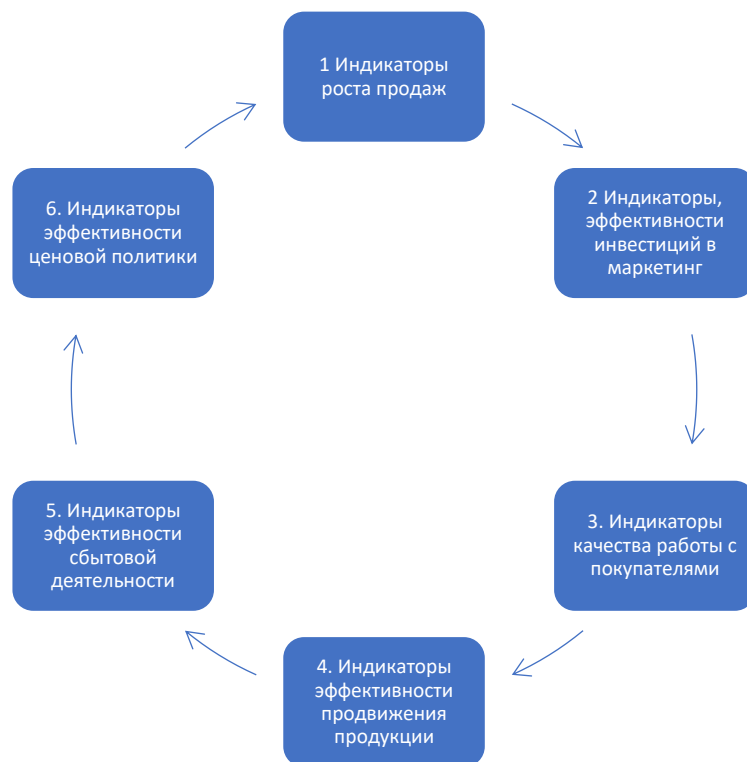 1 Индикаторы
роста продаж
2 Индикаторы,
эффективности
инвестиций в
маркетинг
3. Индикаторы
качества работы с
покупателями
4. Индикаторы
эффективности
продвижения
продукции
5. Индикаторы
эффективности
сбытовой
деятельности
6. Индикаторы
эффективности
ценовой политики